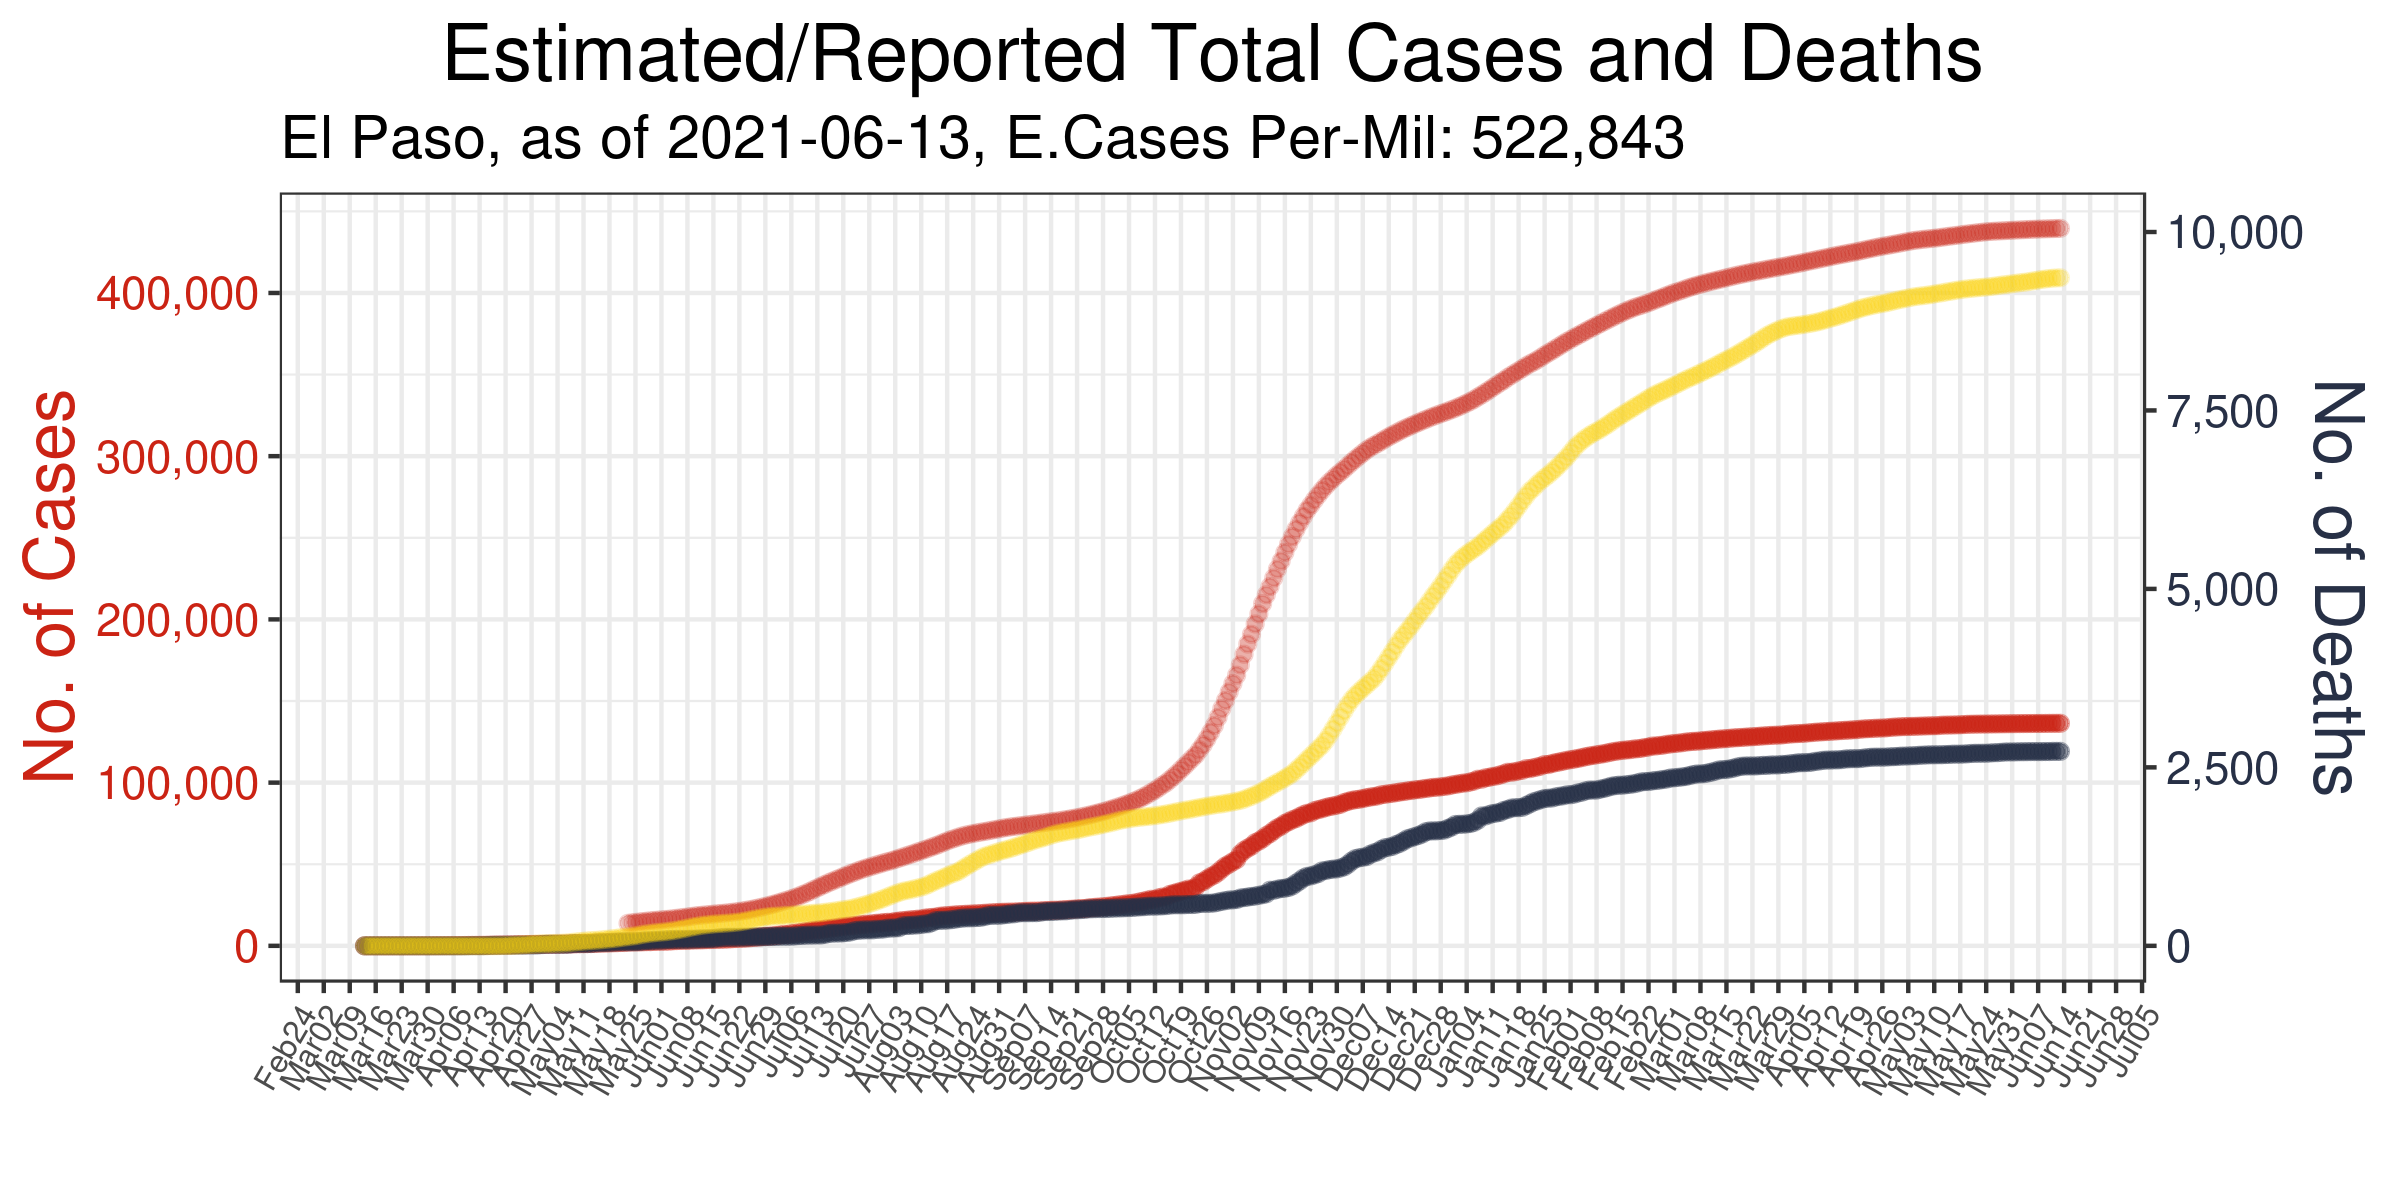 Estimated/Reported Total Cases and Deaths
El Paso, as of 2021-06-13, E.Cases Per-Mil: 522,843
No. of Cases
400,000
300,000
200,000
100,000
0
10,000
7,500
5,000
2,500
0
No. of Deaths
Feb24
Mar02
Mar09
Mar16
Mar23
Mar30
Apr06
Apr13
Apr20
Apr27
May04
May11
May18
May25
Jun01
Jun08
Jun15
Jun22
Jun29
Jul06
Jul13
Jul20
Jul27
Aug03
Aug10
Aug17
Aug24
Aug31
Sep07
Sep14
Sep21
Sep28
Oct05
Oct12
Oct19
Oct26
Nov02
Nov09
Nov16
Nov23
Nov30
Dec07
Dec14
Dec21
Dec28
Jan04
Jan11
Jan18
Jan25
Feb01
Feb08
Feb15
Feb22
Mar01
Mar08
Mar15
Mar22
Mar29
Apr05
Apr12
Apr19
Apr26
May03
May10
May17
May24
May31
Jun07
Jun14
Jun21
Jun28
Jul05